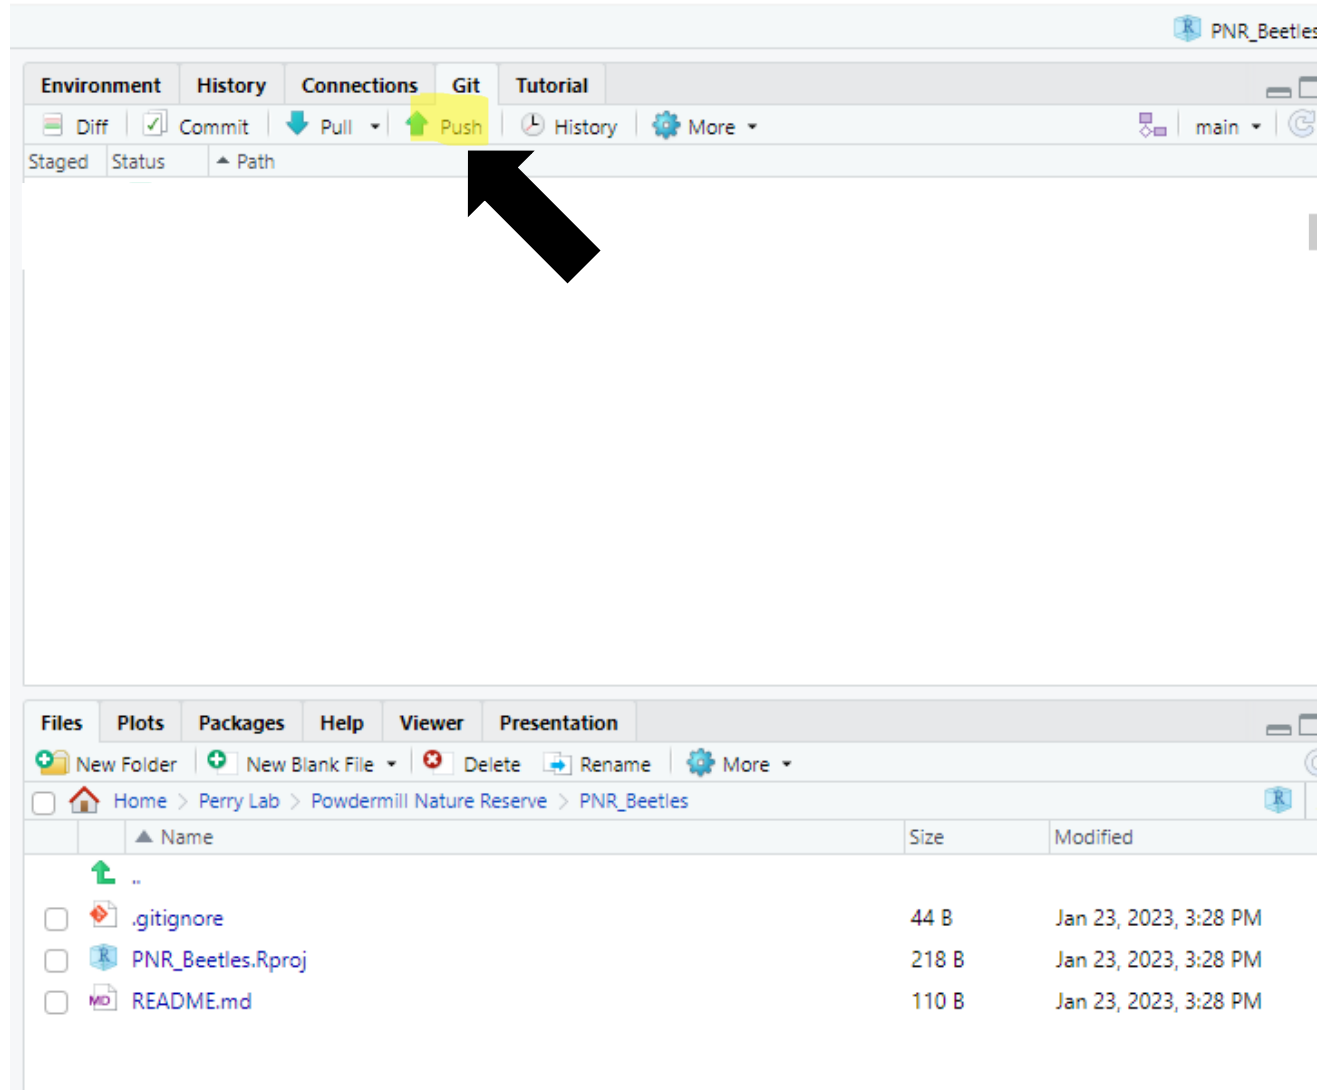 PNR_Beetles
Environment History Connections Git Tutorial
Diff Commit Pull Push History More main
Staged Status Path
Files Plots Packages Help Viewer Presentation
New Folder New Blank File Delete Rename More
Home > Perry Lab > Powdermill Nature Reserve > PNR_Beetles
Name Size Modified
..
.gitignore 44 B Jan 23, 2023, 3:28 PM
PNR_Beetles.Rproj 218 B Jan 23, 2023, 3:28 PM
MD README.md 110 B Jan 23, 2023, 3:28 PM